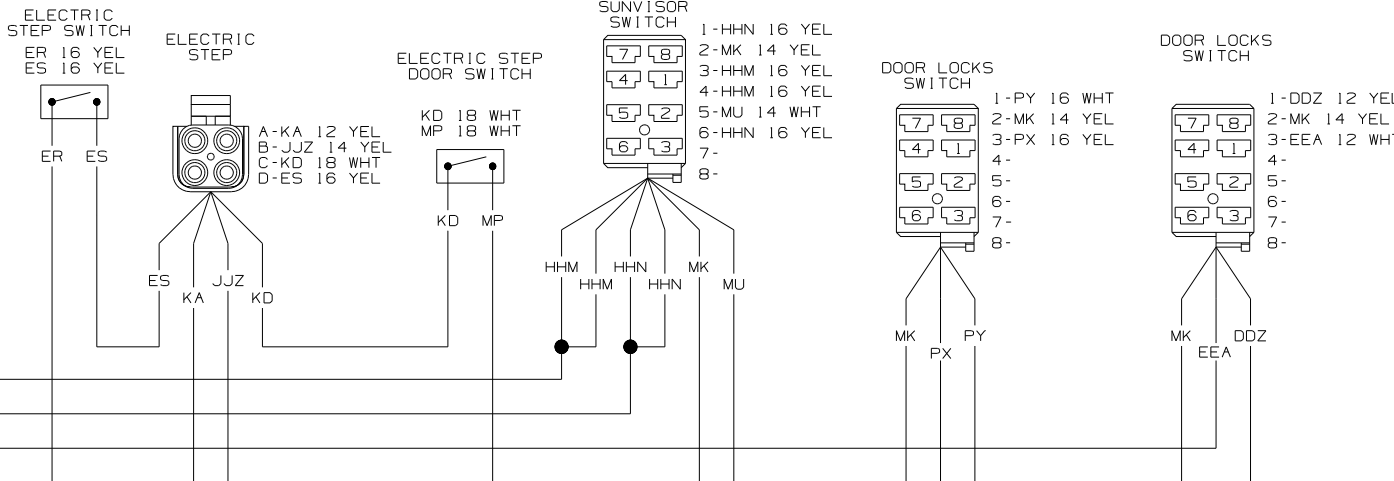 ELECTRIC
STEP SWITCH
ER 16 YEL
ES 16 YEL
ER
ES
ELECTRIC
STEP
A-KA 12 YEL
B-JJZ 14 YEL
C-KD 18 WHT
D-ES 16 YEL
ES
KA
JJZ
KD
ELECTRIC STEP
DOOR SWITCH
KD 18 WHT
MP 18 WHT
KD
MP
SUNVISOR
SWITCH
7 8
4 1
5 2
6 3
1-HHN 16 YEL
2-MK 14 YEL
3-HHM 16 YEL
4-HHM 16 YEL
5-MU 14 WHT
6-HHN 16 YEL
7-
8-
HHM
HHM
HHN
HHN
MK
MU
DOOR LOCKS
SWITCH
7 8
4 1
5 2
6 3
1-PY 16 WHT
2-MK 14 YEL
3-PX 16 YEL
4-
5-
6-
7-
8-
MK
PX
PY
DOOR LOCKS
SWITCH
7 8
4 1
5 2
6 3
1-DDZ 12 YEL
2-MK 14 YEL
3-EEA 12 WHT
4-
5-
6-
7-
8-
MK
EEA
DDZ